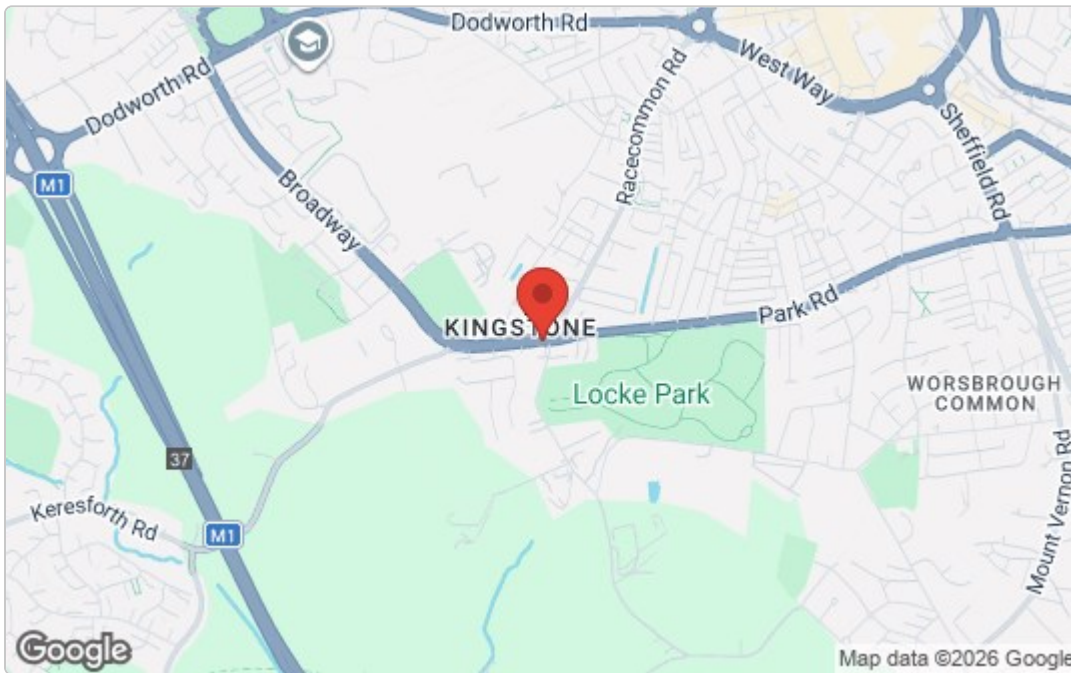 Dodworth Rd
Dodworth Rd
West Way
Racecommon Rd
Sheffield Rd
M1
Broadway
KINGSTONE
Park Rd
Locke Park
WORSBROUGH
COMMON
37
Keresforth Rd
M1
Mount Vernon Rd
Google
Map data ©2026 Google